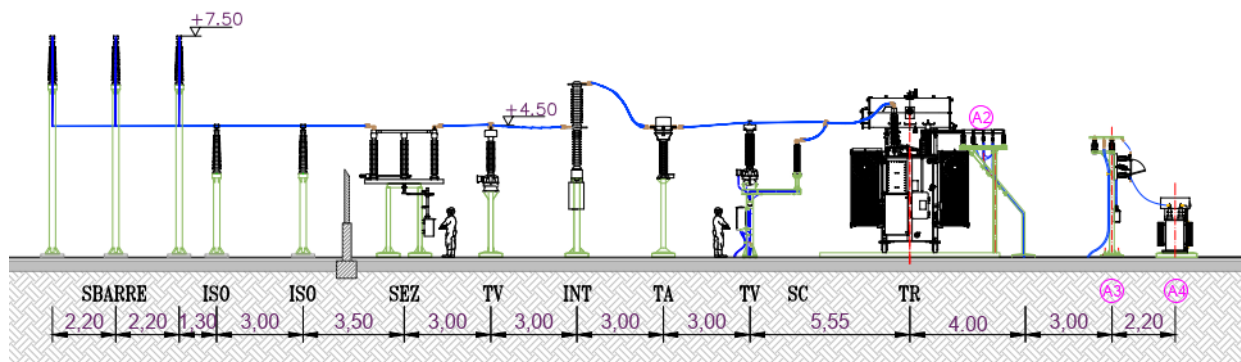 +7.50
+4.50
A2
SBARRE ISO ISO SEZ TV INT TA TV SC TR A3 A4
2,20 2,20 1,30 3,00 3,50 3,00 3,00 3,00 3,00 5,55 4.00 3,00 2,20